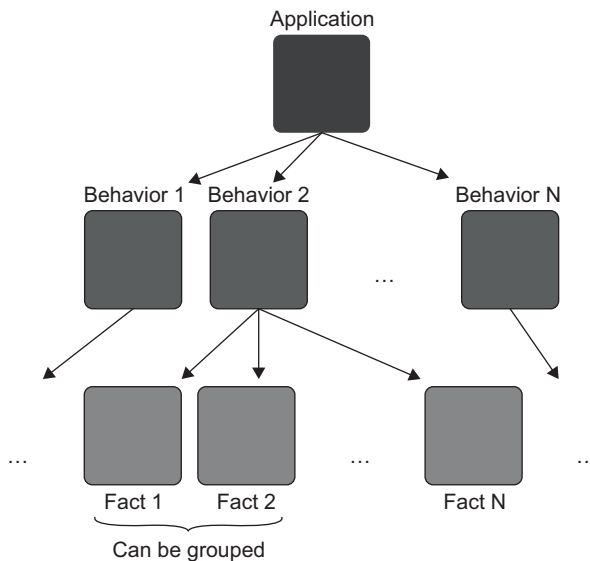 Application
Behavior 1 Behavior 2 Behavior N
...
... ... ..
Fact 1 Fact 2 Fact N
Can be grouped